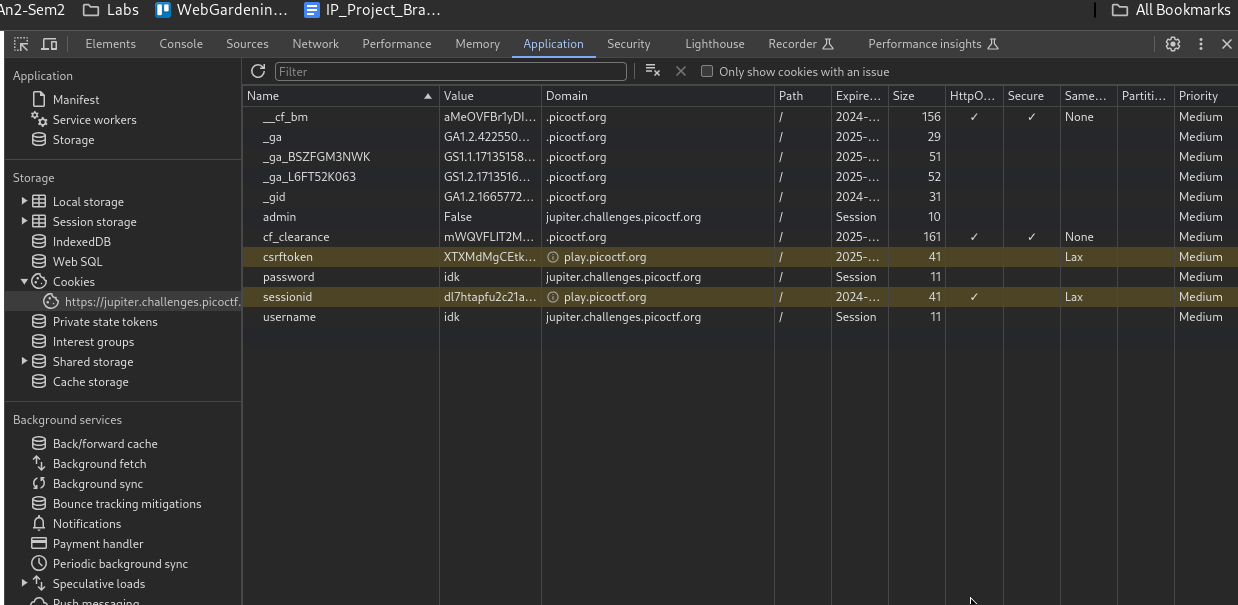 An2-Sem2 Labs WebGardenin... IP_Project_Bra... All Bookmarks
Elements Console Sources Network Performance Memory Application Security Lighthouse Recorder Performance insights
Application
Manifest
Service workers
Storage
Storage
Local storage
Session storage
IndexedDB
Web SQL
Cookies
https://jupiter.challenges.picoctf.
Private state tokens
Interest groups
Shared storage
Cache storage
Background services
Back/forward cache
Background fetch
Background sync
Bounce tracking mitigations
Notifications
Payment handler
Periodic background sync
Speculative loads
Push messaging
Filter Only show cookies with an issue
Name Value Domain Path Expire... Size HttpO... Secure Same... Partiti... Priority
__cf_bm aMeOVFBr1yDI... .picoctf.org / 2024-... 156 ✓ ✓ None Medium
_ga GA1.2.422550... .picoctf.org / 2025-... 29 Medium
_ga_BSZFGM3NWK GS1.1.17135158... .picoctf.org / 2025-... 51 Medium
_ga_L6FT52K063 GS1.2.1713516... .picoctf.org / 2025-... 52 Medium
_gid GA1.2.1665772... .picoctf.org / 2024-... 31 Medium
admin False jupiter.challenges.picoctf.org / Session 10 Medium
cf_clearance mWQVFLIT2M... .picoctf.org / 2025-... 161 ✓ ✓ None Medium
csrftoken XTXMdMgCEtk... play.picoctf.org / 2025-... 41 Lax Medium
password idk jupiter.challenges.picoctf.org / Session 11 Medium
sessionid dl7htapfu2c21a... play.picoctf.org / 2024-... 41 ✓ Lax Medium
username idk jupiter.challenges.picoctf.org / Session 11 Medium